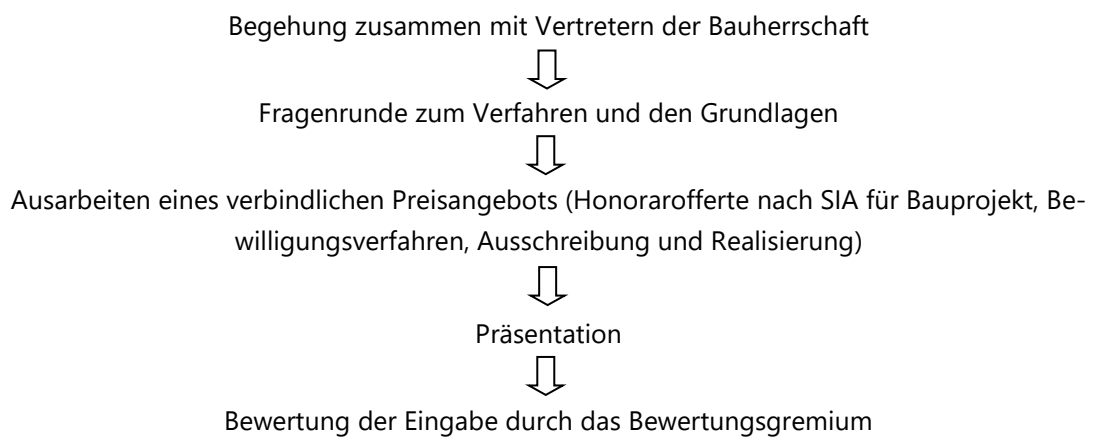 Begehung zusammen mit Vertretern der Bauherrschaft
Fragenrunde zum Verfahren und den Grundlagen
Ausarbeiten eines verbindlichen Preisangebots (Honorarofferte nach SIA für Bauprojekt, Be-
willigungsverfahren, Ausschreibung und Realisierung)
Präsentation
Bewertung der Eingabe durch das Bewertungsgremium